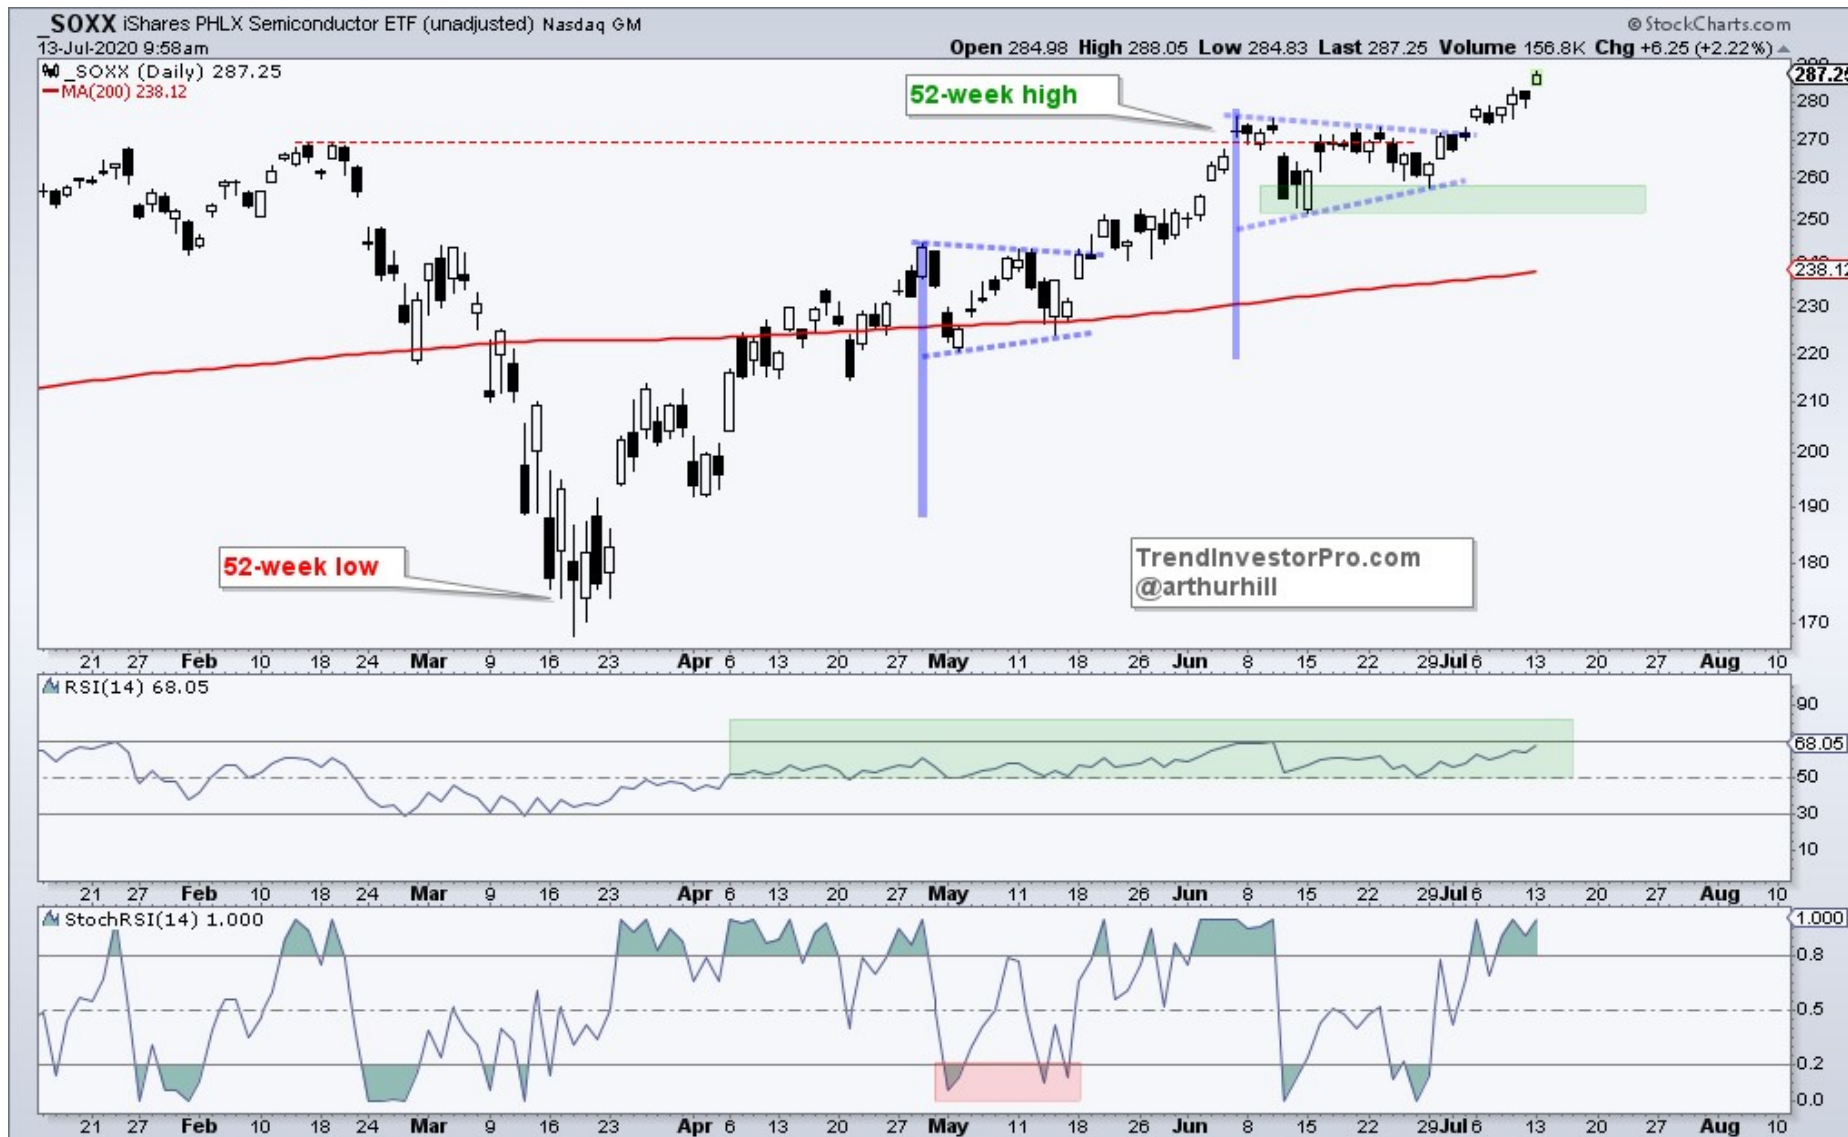 _SOXX iShares PHLX Semiconductor ETF (unadjusted) Nasdaq GM
© StockCharts.com
13-Jul-2020 9:58am
Open 284.98 High 288.05 Low 284.83 Last 287.25 Volume 156.8K Chg +6.25 (+2.22%)
_SOXX (Daily) 287.25
MA(200) 238.12
52-week high
52-week low
TrendInvestorPro.com
@arthurhill
287.25
280
270
260
250
238.12
230
220
210
200
190
180
170
21 27 Feb 10 18 24 Mar 9 16 23 Apr 6 13 20 27 May 11 18 26 Jun 8 15 22 29 Jul 6 13 20 27 Aug 10
RSI(14) 68.05
90
68.05
50
30
10
21 27 Feb 10 18 24 Mar 9 16 23 Apr 6 13 20 27 May 11 18 26 Jun 8 15 22 29 Jul 6 13 20 27 Aug 10
StochRSI(14) 1.000
1.000
0.8
0.5
0.2
0.0
21 27 Feb 10 18 24 Mar 9 16 23 Apr 6 13 20 27 May 11 18 26 Jun 8 15 22 29 Jul 6 13 20 27 Aug 10